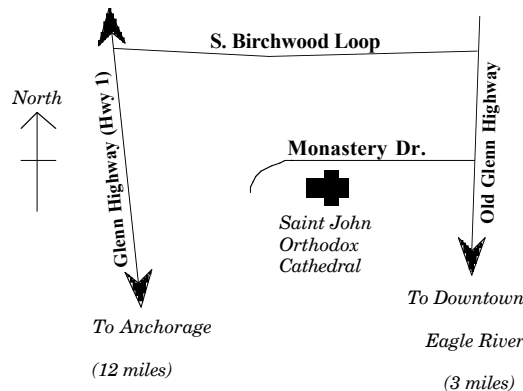 S. Birchwood Loop
North
Glenn Highway (Hwy 1)
Old Glenn Highway
Monastery Dr.
Saint John
Orthodox
Cathedral
To Anchorage
(12 miles)
To Downtown
Eagle River
(3 miles)